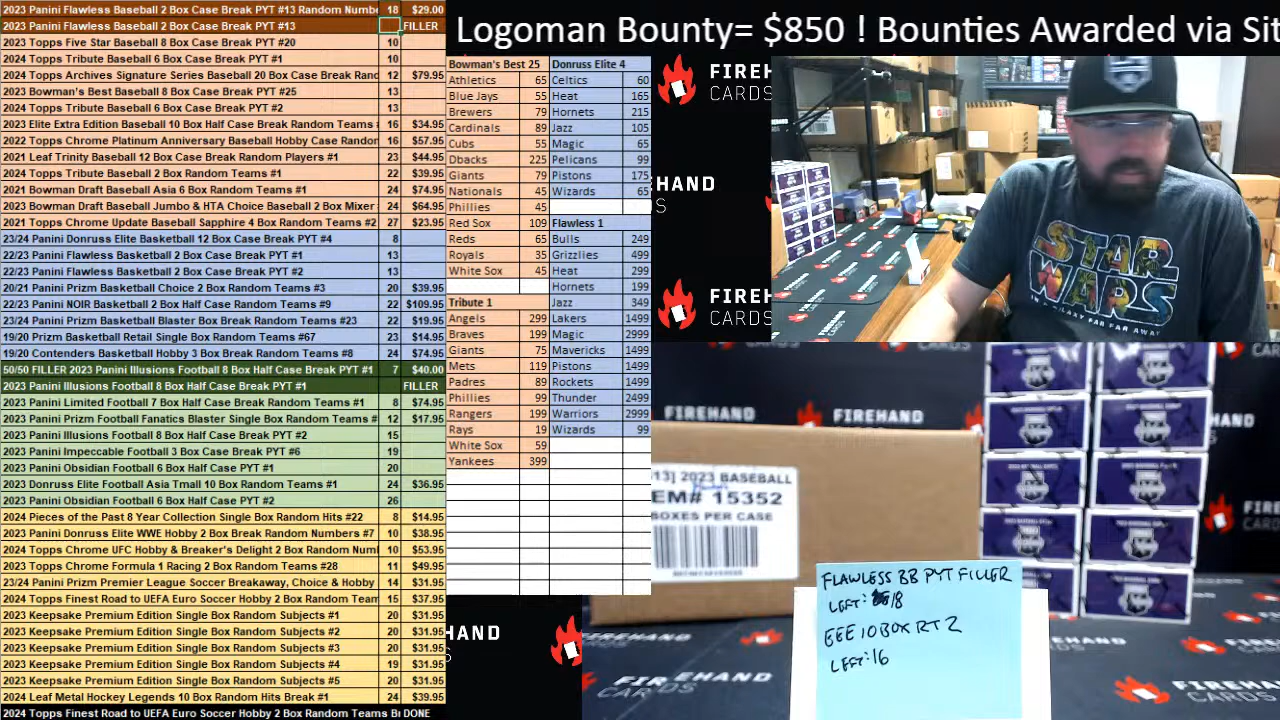 2023 Panini Flawless Baseball 2 Box Case Break PYT #13 Random Numbe 18 $29.00
2023 Panini Flawless Baseball 2 Box Case Break PYT #13 FILLER
2023 Topps Five Star Baseball 8 Box Case Break PYT #20 10
2024 Topps Tribute Baseball 6 Box Case Break PYT #1 10
2024 Topps Archives Signature Series Baseball 20 Box Case Break Ranc 12 $79.95
2023 Bowman's Best Baseball 8 Box Case Break PYT #25 13
2024 Topps Tribute Baseball 6 Box Case Break PYT #2 13
2023 Elite Extra Edition Baseball 10 Box Half Case Break Random Teams 16 $34.95
2022 Topps Chrome Platinum Anniversary Baseball Hobby Case Randon 16 $57.95
2021 Leaf Trinity Baseball 12 Box Case Break Random Players #1 23 $44.95
2024 Topps Tribute Baseball 2 Box Random Teams #1 22 $39.95
2021 Bowman Draft Baseball Asia 6 Box Random Teams #1 24 $74.95
2023 Bowman Draft Baseball Jumbo & HTA Choice Baseball 2 Box Mixer 24 $64.95
2021 Topps Chrome Update Baseball Sapphire 4 Box Random Teams #2 27 $23.95
23/24 Panini Donruss Elite Basketball 12 Box Case Break PYT #4 8
22/23 Panini Flawless Basketball 2 Box Case Break PYT #1 13
22/23 Panini Flawless Basketball 2 Box Case Break PYT #2 13
20/21 Panini Prizm Basketball Choice 2 Box Random Teams #3 20 $39.95
22/23 Panini NOIR Basketball 2 Box Half Case Random Teams #9 22 $109.95
23/24 Panini Prizm Basketball Blaster Box Break Random Teams #23 22 $19.95
19/20 Prizm Basketball Retail Single Box Random Teams #67 23 $14.95
19/20 Contenders Basketball Hobby 3 Box Break Random Teams #8 24 $74.95
50/50 FILLER 2023 Panini Illusions Football 8 Box Half Case Break PYT #1 7 $40.00
2023 Panini Illusions Football 8 Box Half Case Break PYT #1 FILLER
2023 Panini Limited Football 7 Box Half Case Break Random Teams #1 8 $74.95
2023 Panini Prizm Football Fanatics Blaster Single Box Random Teams # 12 $17.95
2023 Panini Illusions Football 8 Box Half Case Break PYT #2 15
2023 Panini Impeccable Football 3 Box Case Break PYT #6 19
2023 Panini Obsidian Football 6 Box Half Case PYT #1 20
2023 Donruss Elite Football Asia Tmall 10 Box Random Teams #1 24 $36.95
2023 Panini Obsidian Football 6 Box Half Case PYT #2 26
2024 Pieces of the Past 8 Year Collection Single Box Random Hits #22 8 $14.95
2023 Panini Donruss Elite WWE Hobby 2 Box Break Random Numbers #7 10 $38.95
2024 Topps Chrome UFC Hobby & Breaker's Delight 2 Box Random Numl 10 $53.95
2023 Topps Chrome Formula 1 Racing 2 Box Random Teams #28 11 $49.95
23/24 Panini Prizm Premier League Soccer Breakaway, Choice & Hobby 14 $31.95
2024 Topps Finest Road to UEFA Euro Soccer Hobby 2 Box Random Team 15 $37.95
2023 Keepsake Premium Edition Single Box Random Subjects #1 20 $31.95
2023 Keepsake Premium Edition Single Box Random Subjects #2 20 $31.95
2023 Keepsake Premium Edition Single Box Random Subjects #3 20 $31.95
2023 Keepsake Premium Edition Single Box Random Subjects #4 19 $31.95
2023 Keepsake Premium Edition Single Box Random Subjects #5 20 $31.95
2024 Leaf Metal Hockey Legends 10 Box Random Hits Break #1 24 $39.95
2024 Topps Finest Road to UEFA Euro Soccer Hobby 2 Box Random Teams Br DONE
Logoman Bounty= $850 ! Bounties Awarded via Sit
Bowman's Best 25
Athletics 65
Blue Jays 55
Brewers 79
Cardinals 89
Cubs 55
Dbacks 225
Giants 79
Nationals 45
Phillies 45
Red Sox 109
Reds 65
Royals 35
White Sox 45
Tribute 1
Angels 299
Braves 199
Giants 75
Mets 119
Padres 89
Phillies 99
Rangers 199
Rays 19
White Sox 59
Yankees 399
Donruss Elite 4
Celtics 60
Heat 165
Hornets 215
Jazz 105
Magic 65
Pelicans 99
Pistons 175
Wizards 65
Flawless 1
Bulls 249
Grizzlies 499
Heat 299
Hornets 199
Jazz 349
Lakers 1499
Magic 2999
Mavericks 1499
Pistons 1499
Rockets 1499
Thunder 2499
Warriors 2999
Wizards 99
FIREH
CARDS
HAND
FIREH
CARDS
HAND
STAR
WARS
IN A GALAXY FAR FAR AWAY
FIREHAND
FIREHAND
13] 2023 BASEBALL
EM# 15352
BOXES PER CASE
FLAWLESS BB PYT FILLER
LEFT: 18
EEE 10 BOX RT 2
LEFT: 16
FIREHAND
CARDS
FIREHAN
CARDS